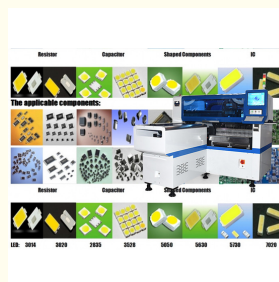 Resistor Capacitor Shaped Components IC
The applicable components:
Resistor Capacitor Shaped Components IC
LED: 3014 3020 2835 3528 5050 5630 5730 7020